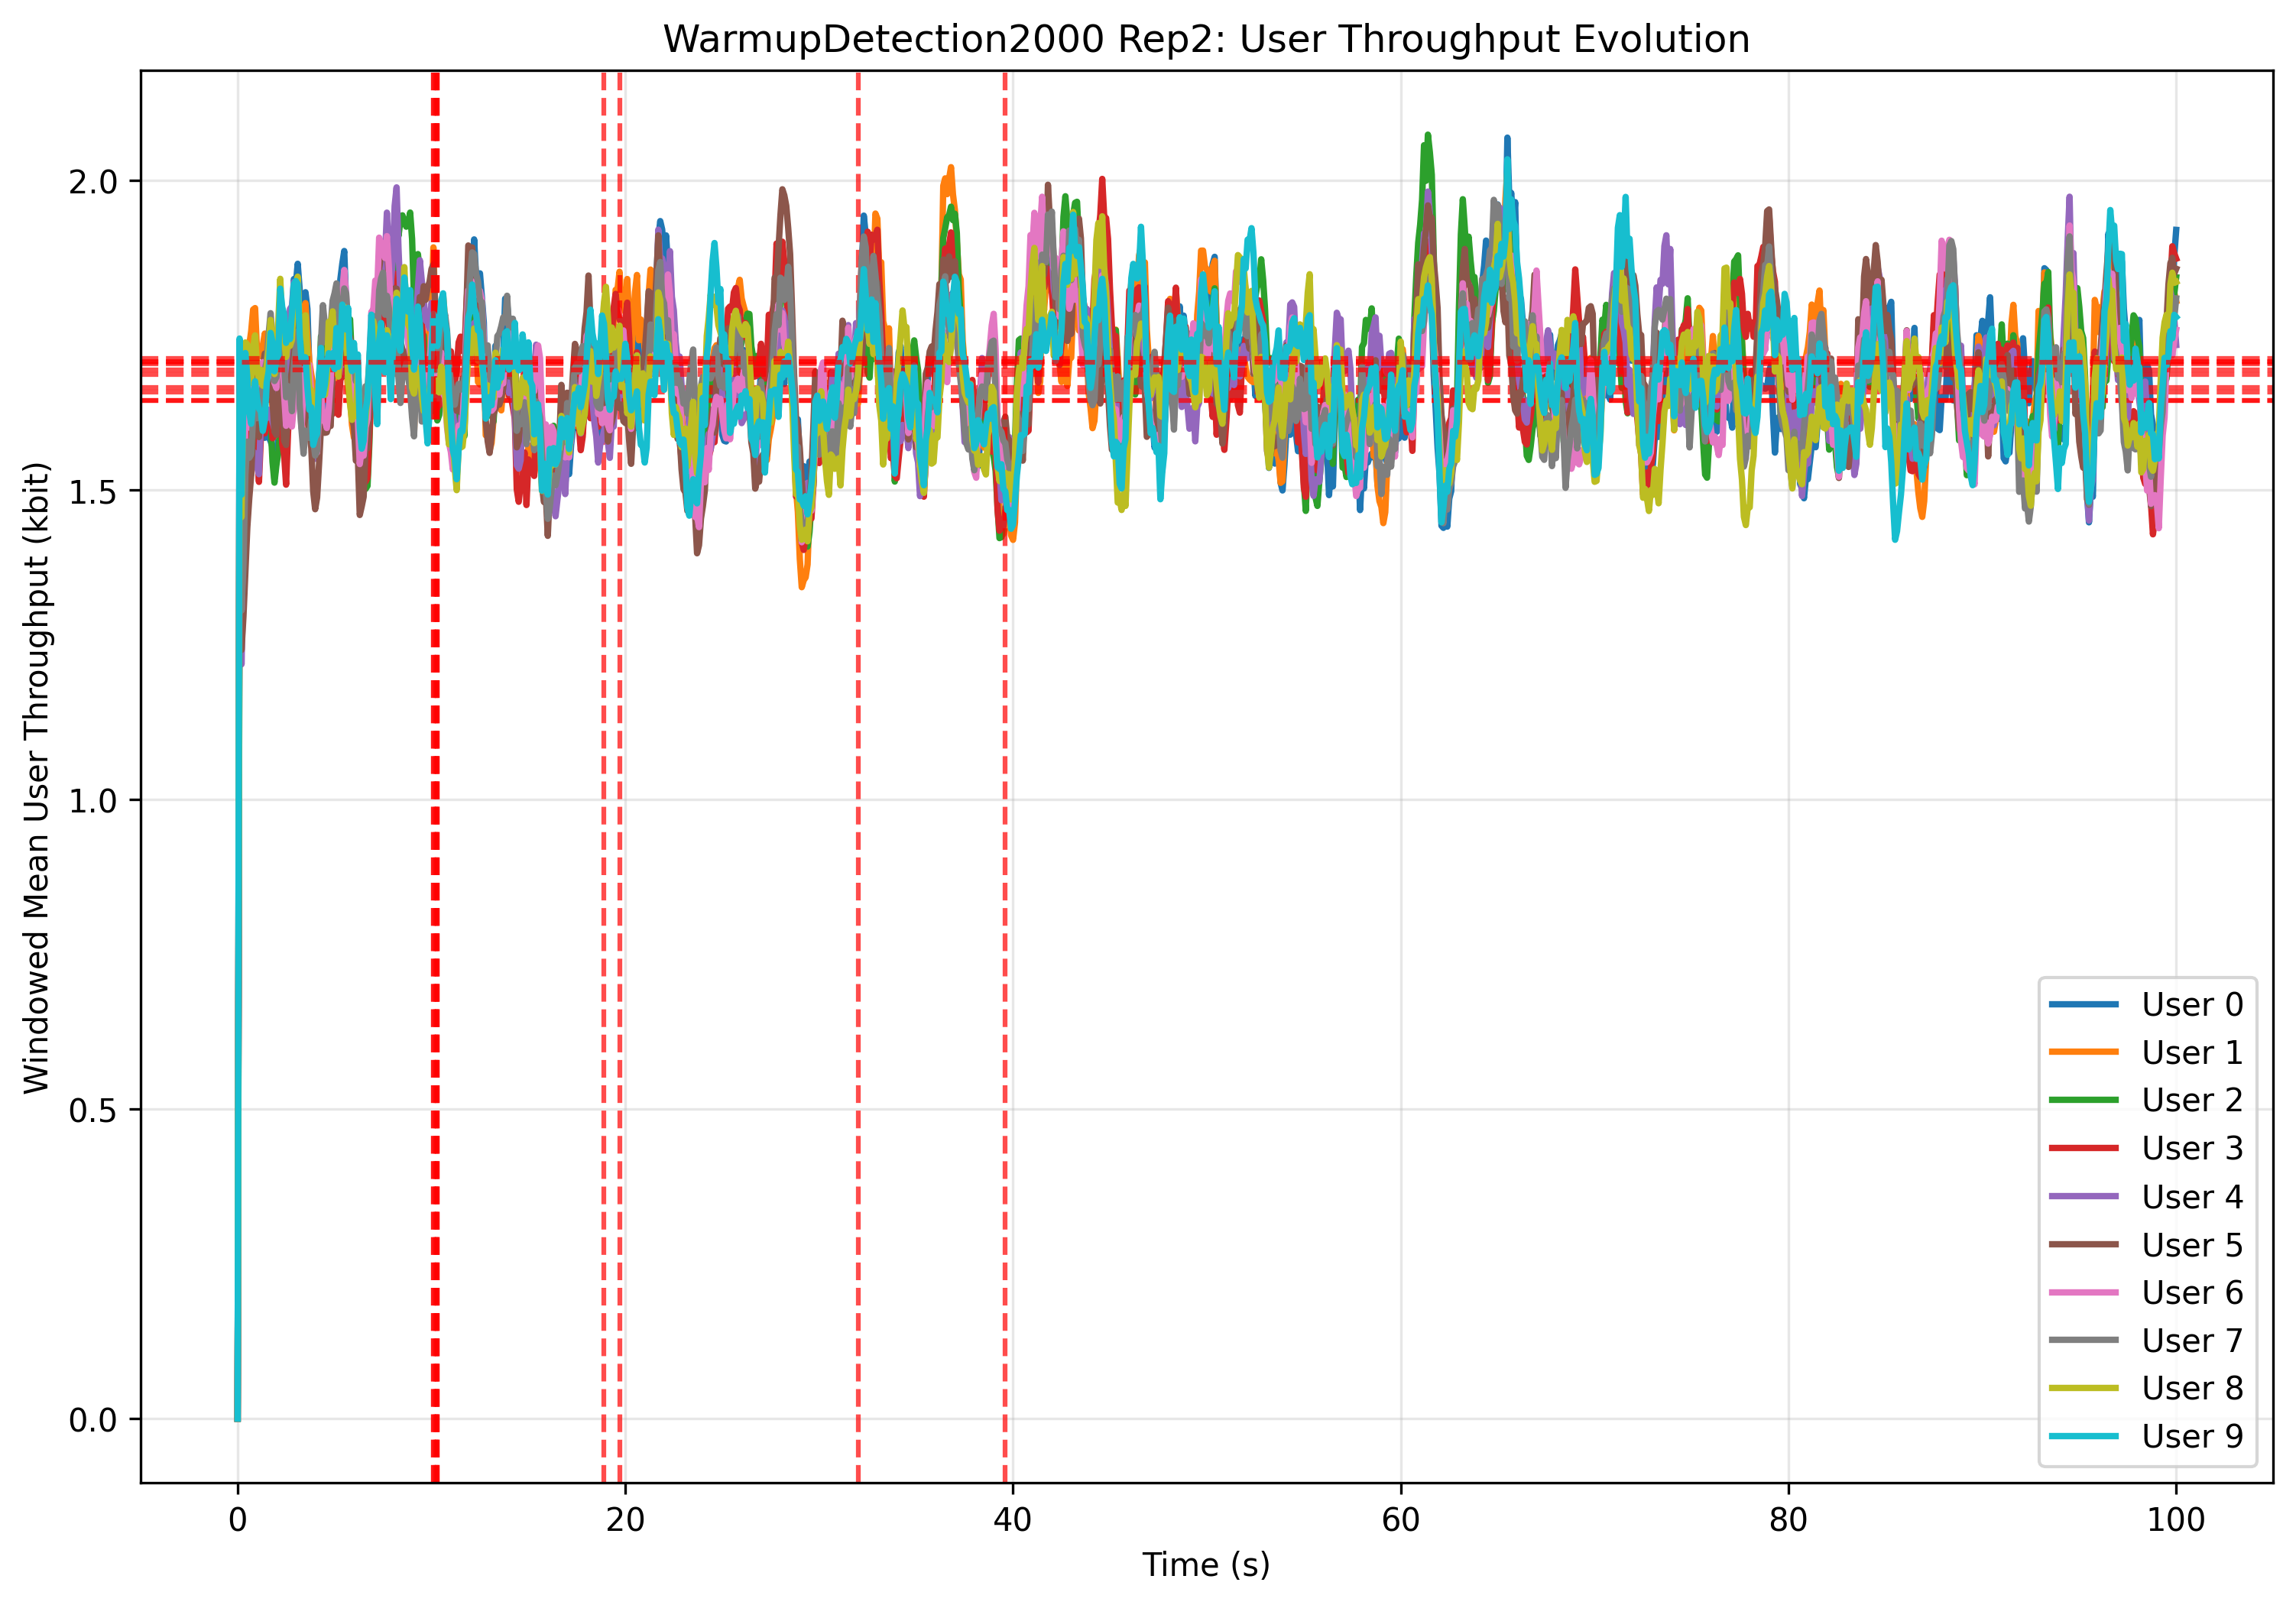 WarmupDetection2000 Rep2: User Throughput Evolution
Windowed Mean User Throughput (kbit)
2.0
1.5
1.0
0.5
0.0
0
20
40
60
80
100
Time (s)
User 0
User 1
User 2
User 3
User 4
User 5
User 6
User 7
User 8
User 9